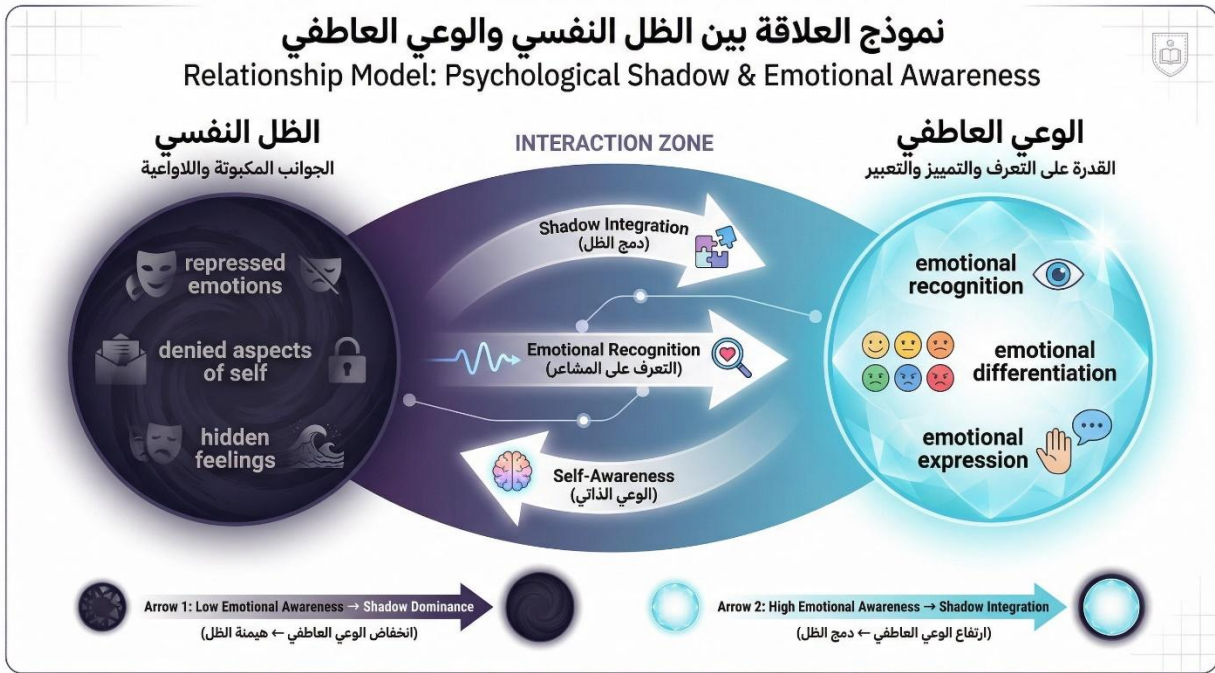 نموذج العلاقة بين الظل النفسي والوعي العاطفي
Relationship Model: Psychological Shadow & Emotional Awareness
الظل النفسي
الجوانب المكبوتة واللاواعية
repressed
emotions
denied aspects
of self
hidden
feelings
INTERACTION ZONE
Shadow Integration
(دمج الظل)
Emotional Recognition
(التعرف على المشاعر)
Self-Awareness
(الوعي الذاتي)
الوعي العاطفي
القدرة على التعرف والتمييز والتعبير
emotional
recognition
emotional
differentiation
emotional
expression
Arrow 1: Low Emotional Awareness → Shadow Dominance
(انخفاض الوعي العاطفي ← هيمنة الظل)
Arrow 2: High Emotional Awareness → Shadow Integration
(ارتفاع الوعي العاطفي ← دمج الظل)